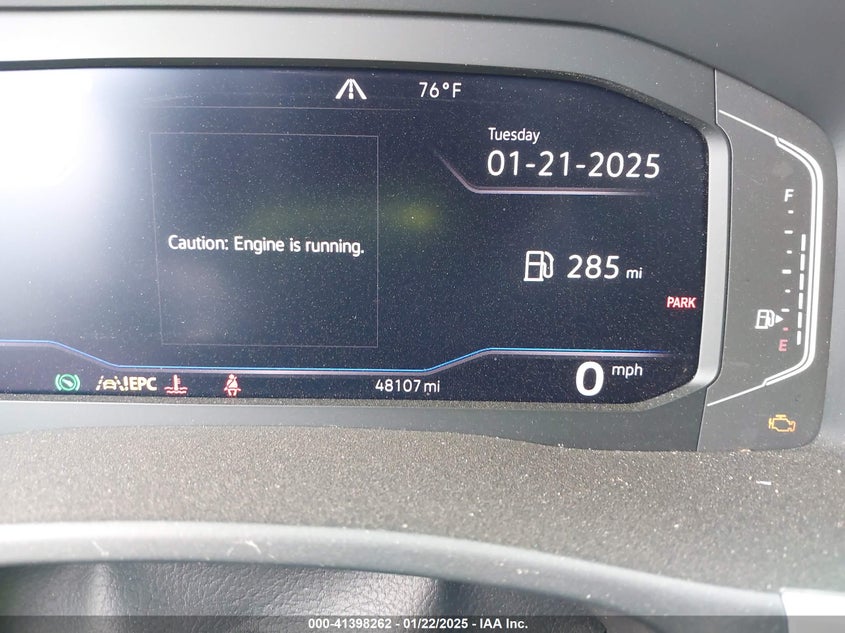 76°F
Tuesday
01-21-2025
F
Caution: Engine is running.
285 mi
PARK
E
EPC
48107 mi
0 mph
000-41398262 - 01/22/2025 - IAA Inc.